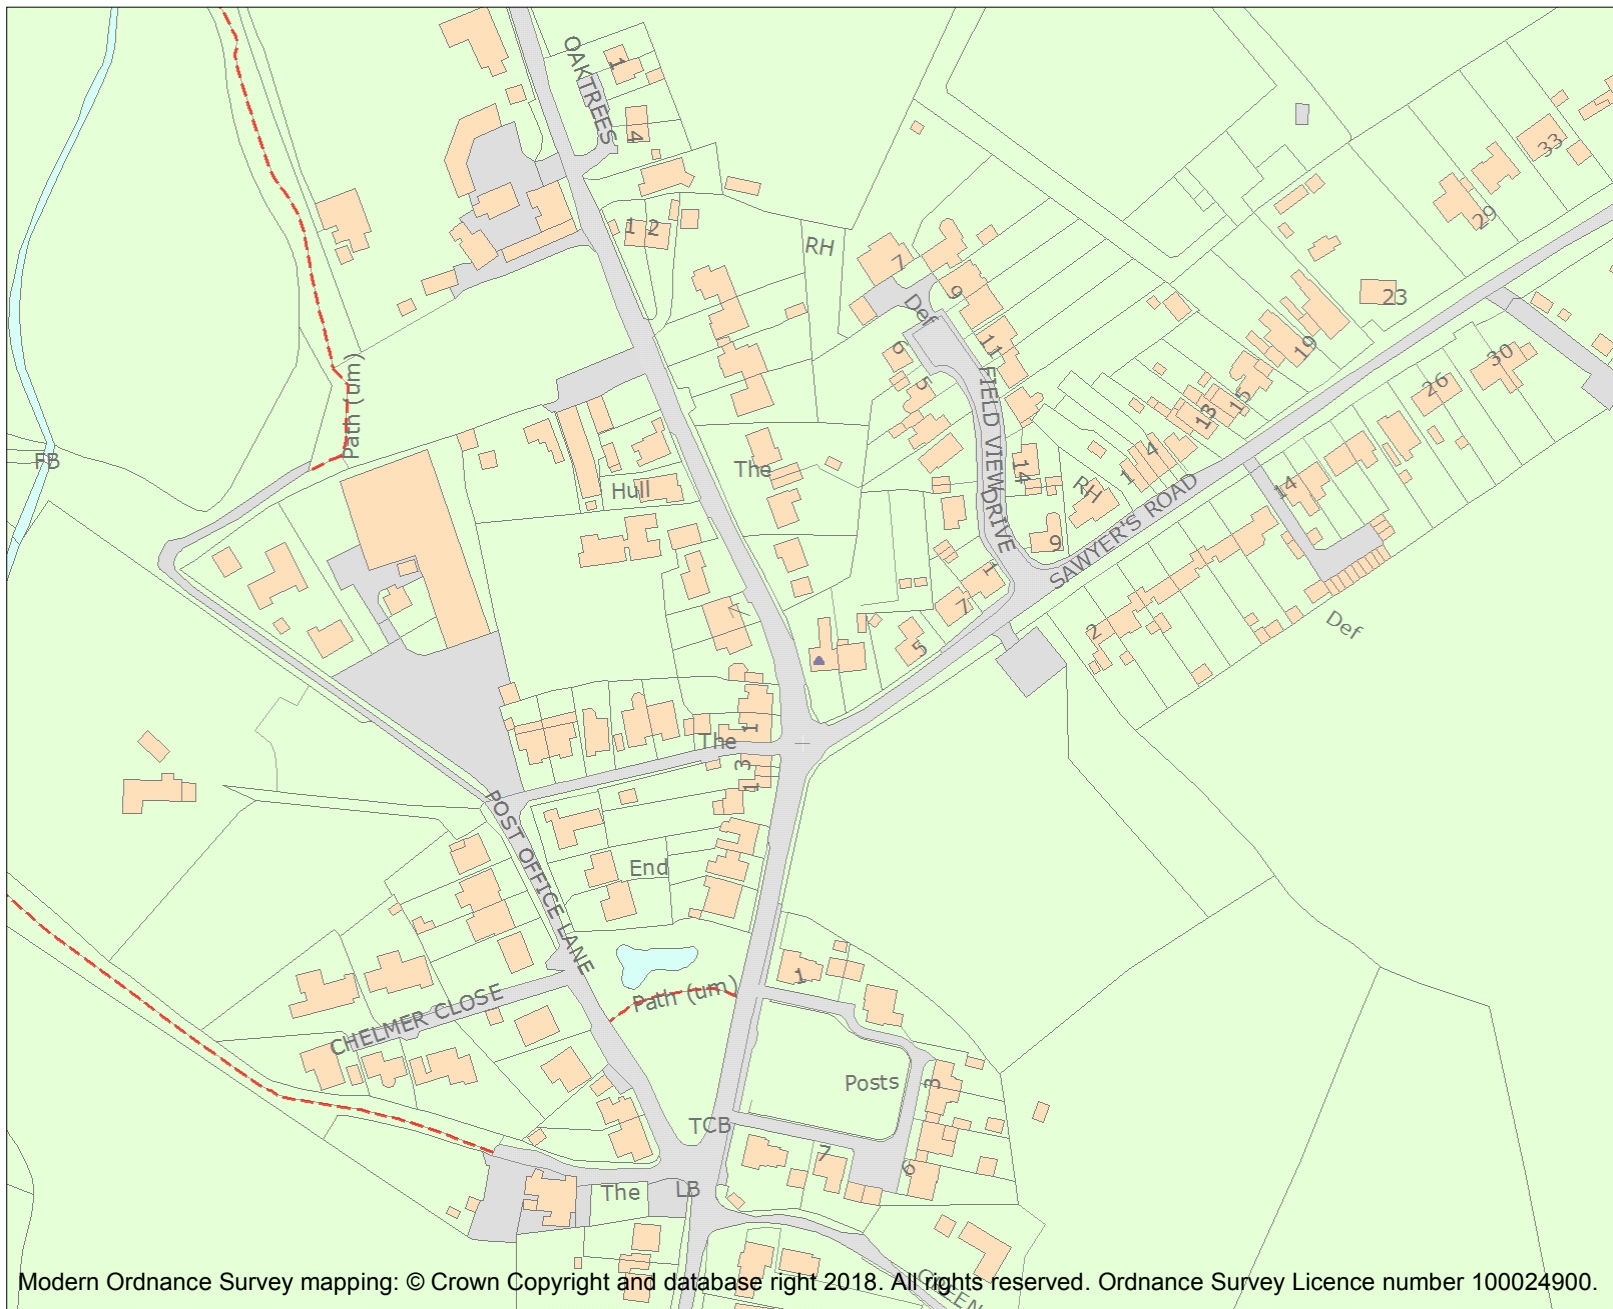 OAKTREES
1
4
1
2
RH
7
9
Def
33
29
23
11
6
5
FIELD VIEW
DRIVE
19
30
26
15
13
Path (um)
FB
The
Hull
14
RH
1
4
14
9
SAWYER'S ROAD
1
7
7
5
2
Def
The
1
3
1
POST OFFICE LANE
End
1
Path (um)
CHELMER CLOSE
Posts
3
TCB
7
6
The
LB
GREEN
Modern Ordnance Survey mapping: © Crown Copyright and database right 2018. All rights reserved. Ordnance Survey Licence number 100024900.